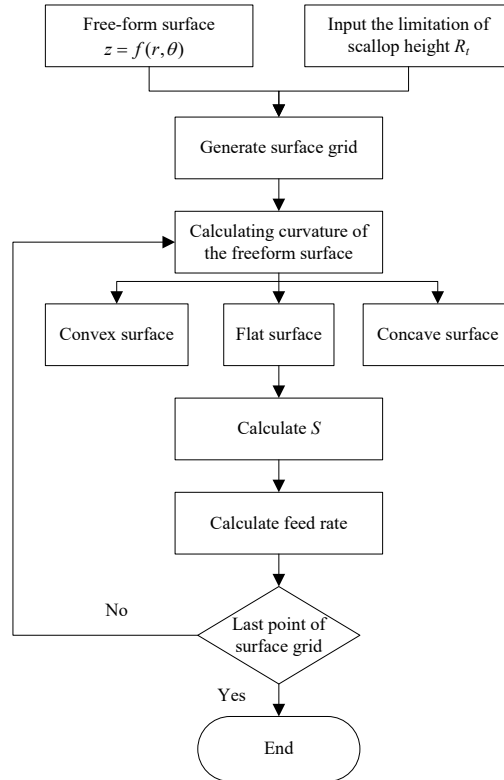 Free-form surface
z = f(r,θ)
Input the limitation of
scallop height Rt
Generate surface grid
Calculating curvature of
the freeform surface
Convex surface
Flat surface
Concave surface
Calculate S
Calculate feed rate
No
Last point of
surface grid
Yes
End